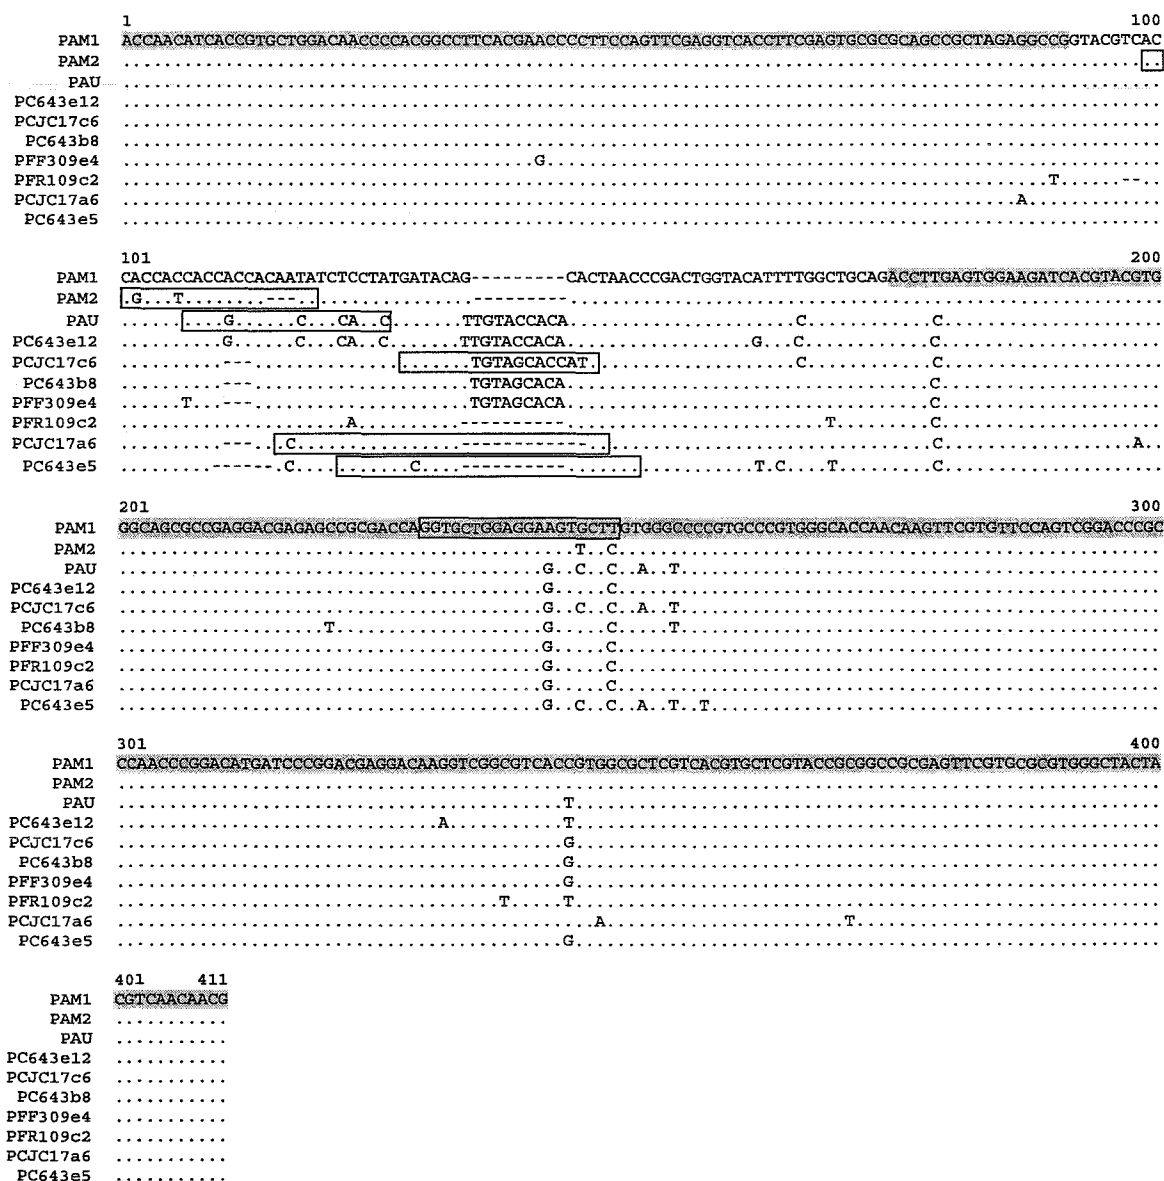 1 100
PAM1 ACCAACATCACCGTGCTGGACAACCCCACGGCCTTCACGAACCCCTTCCAGTTCGAGGTCACCTTCGAGTGCGCGCAGCCGCTAGAGGCCGGTACGTCAC
PAM2 ....................................................................................................
PAU ....................................................................................................
PC643e12 ....................................................................................................
PCJC17c6 ....................................................................................................
PC643b8 ....................................................................................................
PFF309e4 ........................................G...........................................................
PFR109c2 .........................................................................................T......--..
PCJC17a6 ......................................................................................A.............
PC643e5 ....................................................................................................
101 200
PAM1 CACCACCACCACCACAATATCTCCTATGATACAG---------CACTAACCCGACTGGTACATTTTGGCTGCAGACCTTGAGTGGAAGATCACGTACGTG
PAM2 .G...T........---.................---------.........................................................
PAU ..........G......C...CA..C.......TTGTACCACA......................C............C.....................
PC643e12 ..........G......C...CA..C.......TTGTACCACA..................G...C............C.....................
PCJC17c6 ..........---.....................TGTAGCACCAT....................C............C.....................
PC643b8 ..........---.....................TGTAGCACA...................................C.....................
PFF309e4 ......T...---.....................TGTAGCACA...................................C.....................
PFR109c2 ......................A..........----------.........................T.........C.....................
PCJC17a6 ..........---...C................------------.................................C..................A..
PC643e5 .........------.C...........C....----------..................T.C....T.........C.....................
201 300
PAM1 GGCAGCGCCGAGGACGAGAGCCGCGACCAGGTGCTGGAGGAAGTGCTTGTGGGCCCCGTGCCCGTGGGCACCAACAAGTTCGTGTTCCAGTCGGACCCGC
PAM2 ............................................T..C....................................................
PAU .........................................G..C..C..A..T..............................................
PC643e12 .........................................G.....C....................................................
PCJC17c6 .........................................G..C..C..A..T..............................................
PC643b8 ....................T....................G.....C.....T..............................................
PFF309e4 .........................................G.....C....................................................
PFR109c2 .........................................G.....C....................................................
PCJC17a6 .........................................G.....C....................................................
PC643e5 .........................................G..C..C..A..T..T...........................................
301 400
PAM1 CCAACCCGGACATGATCCCGGACGAGGACAAGGTCGGCGTCACCGTGGCGCTCGTCACGTGCTCGTACCGCGGCCGCGAGTTCGTGCGCGTGGGCTACTA
PAM2 ....................................................................................................
PAU ...........................................T........................................................
PC643e12 ...............................A...........T........................................................
PCJC17c6 ...........................................G........................................................
PC643b8 ...........................................G........................................................
PFF309e4 ...........................................G........................................................
PFR109c2 .....................................T.....T........................................................
PCJC17a6 ..............................................A.......................T.............................
PC643e5 ...........................................G........................................................
401 411
PAM1 CGTCAACAACG
PAM2 ...........
PAU ...........
PC643e12 ...........
PCJC17c6 ...........
PC643b8 ...........
PFF309e4 ...........
PFR109c2 ...........
PCJC17a6 ...........
PC643e5 ...........